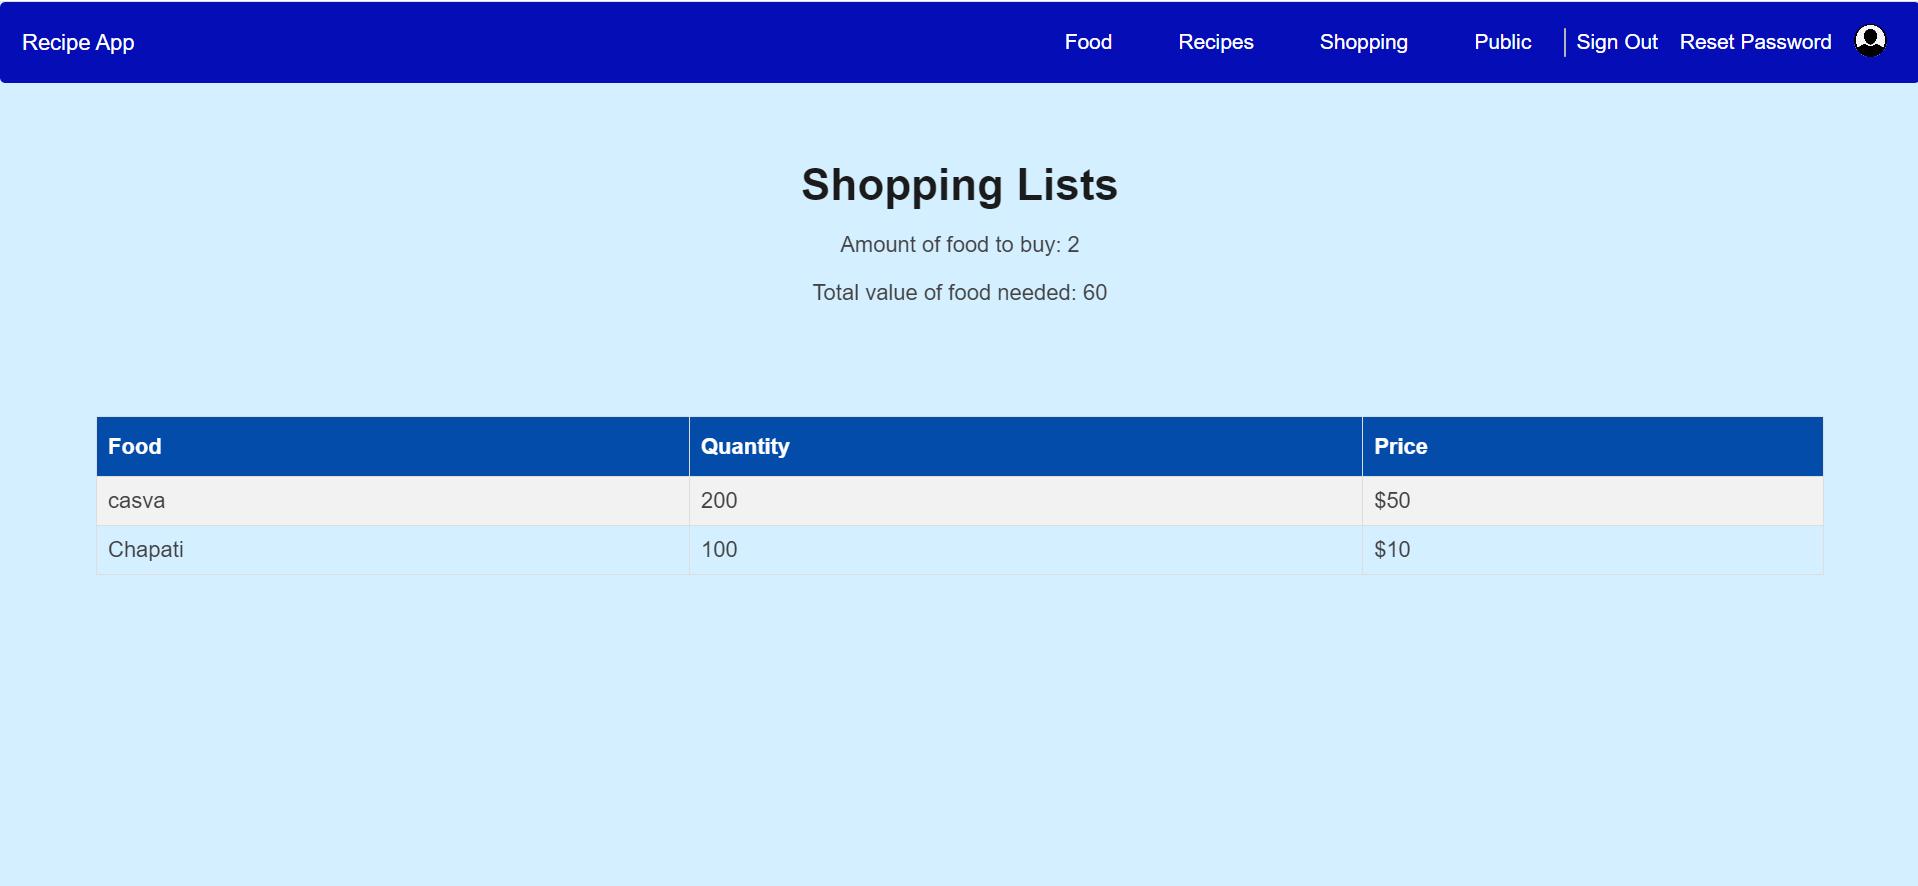 Recipe App Food Recipes Shopping Public Sign Out Reset Password
Shopping Lists
Amount of food to buy: 2
Total value of food needed: 60
Food Quantity Price
casva 200 $50
Chapati 100 $10